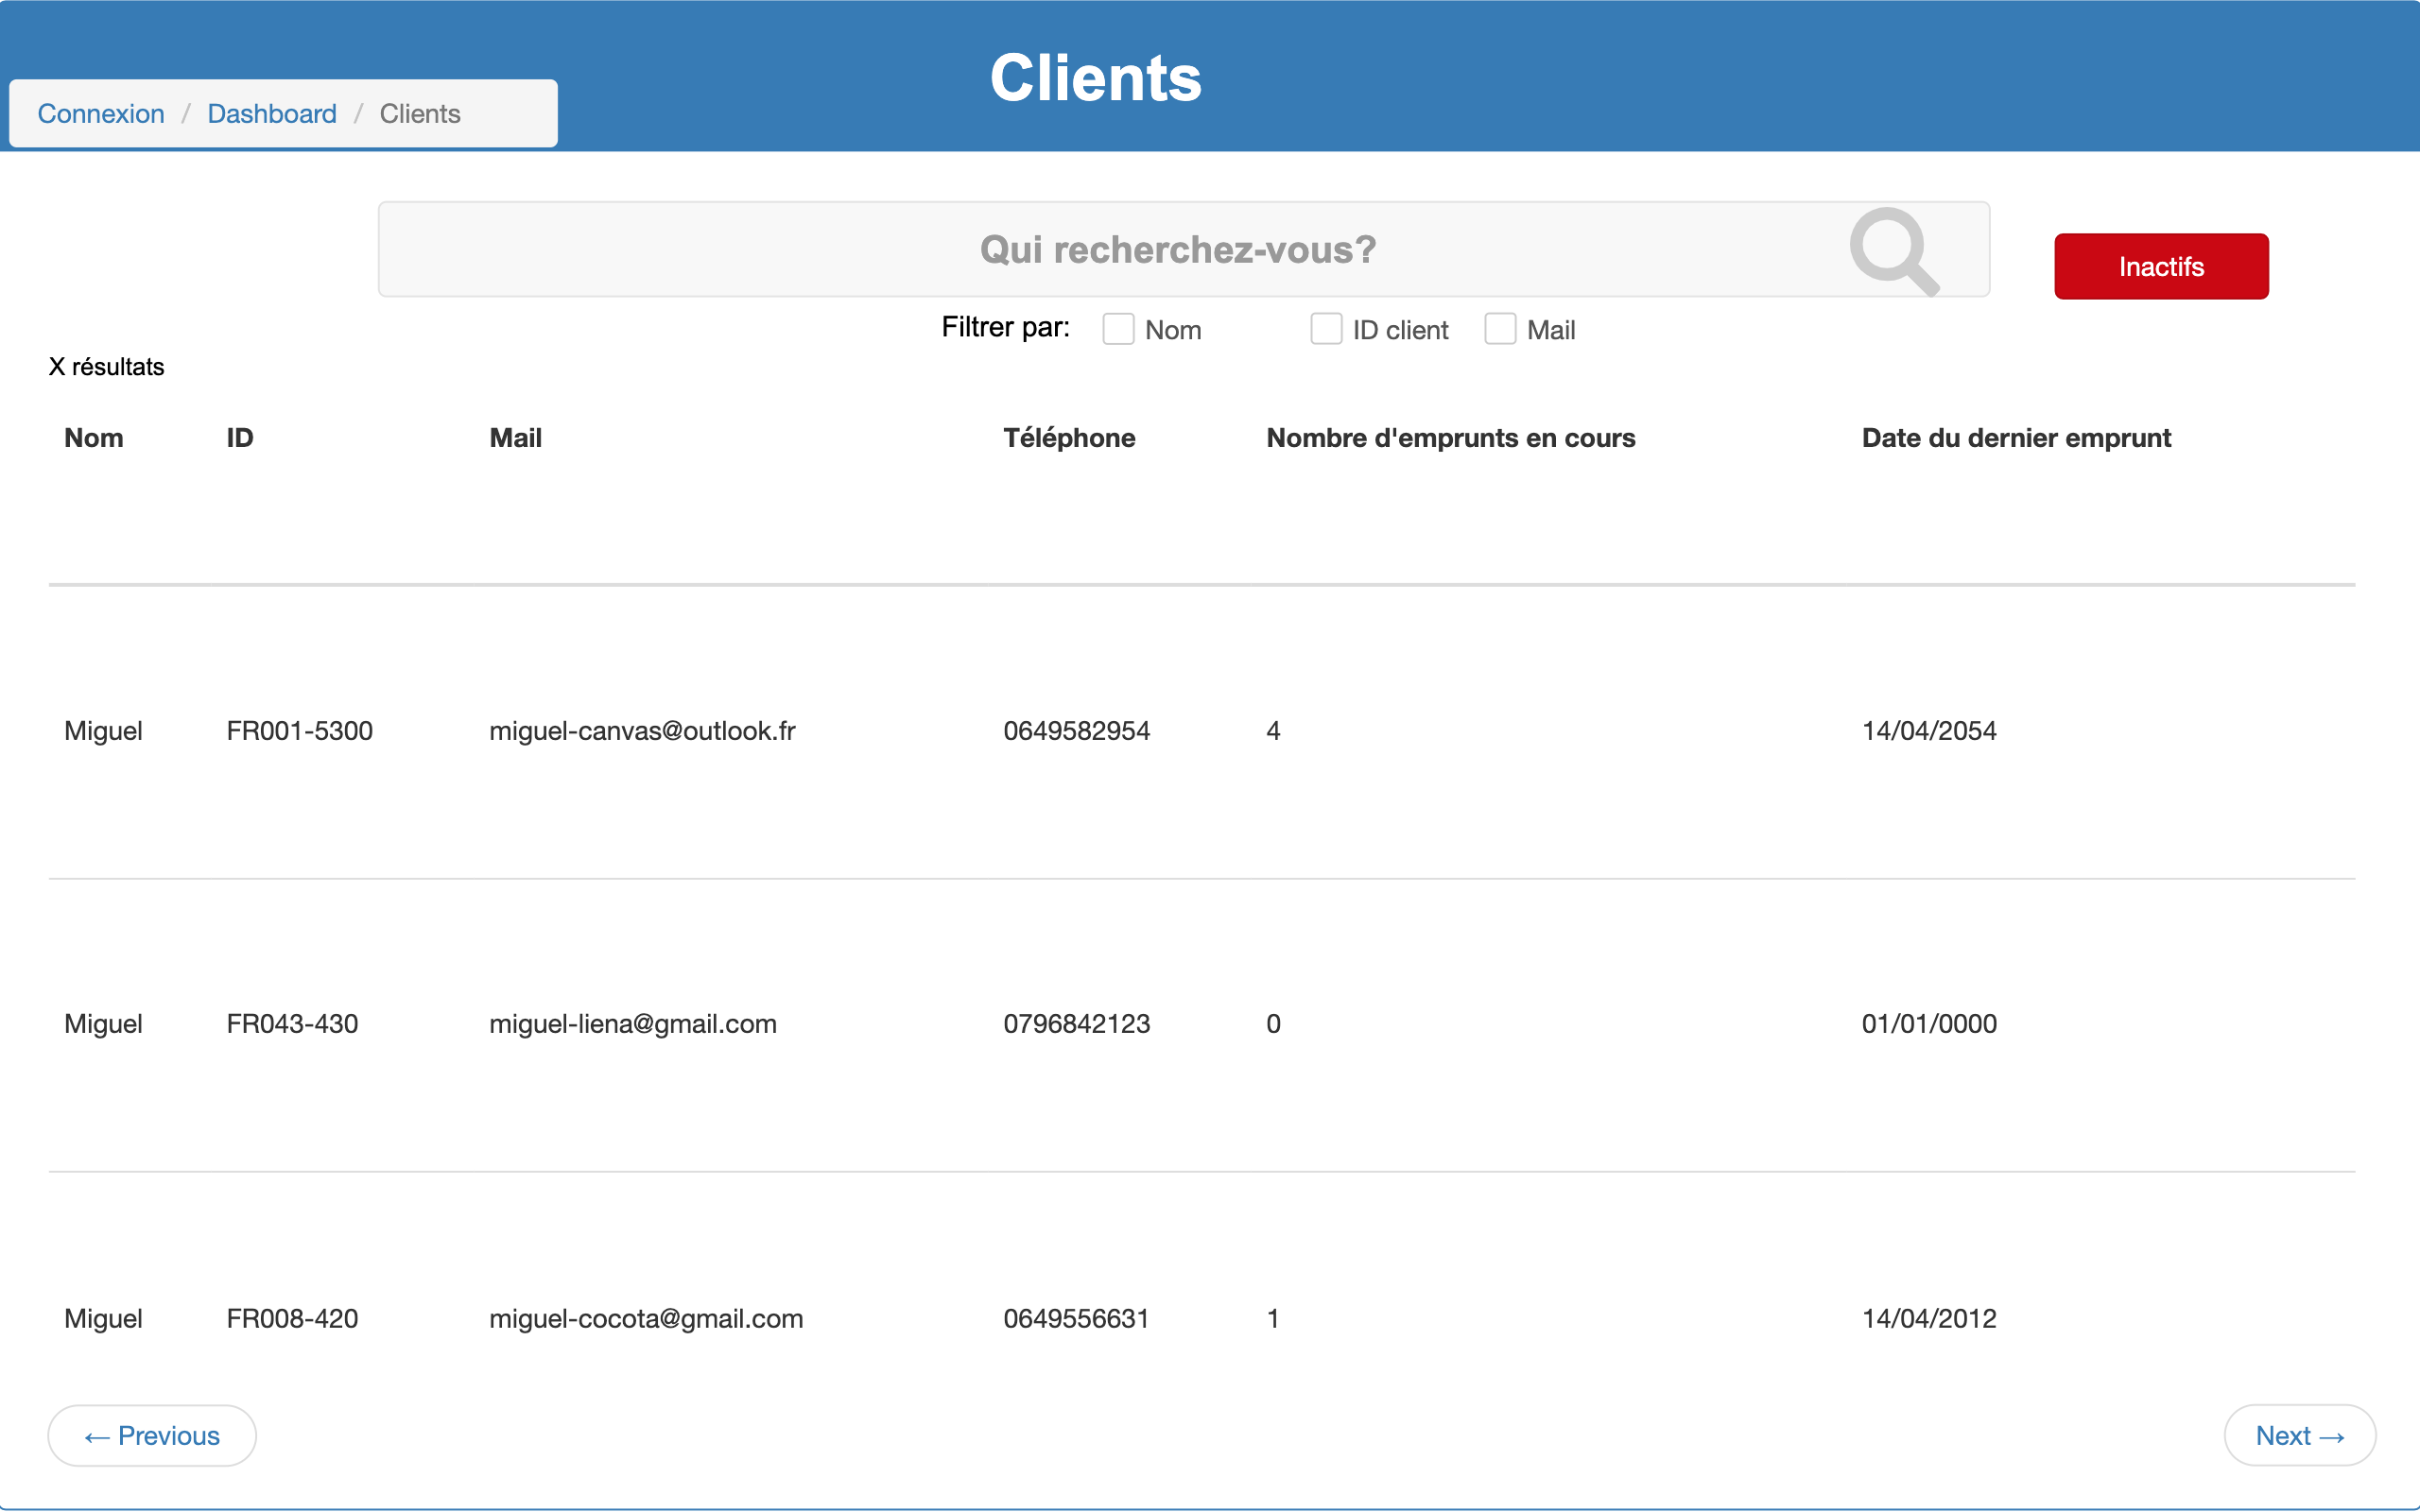 Clients
Connexion / Dashboard / Clients
Qui recherchez-vous?
Inactifs
Filtrer par: Nom ID client Mail
X résultats
Nom ID Mail Téléphone Nombre d'emprunts en cours Date du dernier emprunt
Miguel FR001-5300 miguel-canvas@outlook.fr 0649582954 4 14/04/2054
Miguel FR043-430 miguel-liena@gmail.com 0796842123 0 01/01/0000
Miguel FR008-420 miguel-cocota@gmail.com 0649556631 1 14/04/2012
← Previous Next →